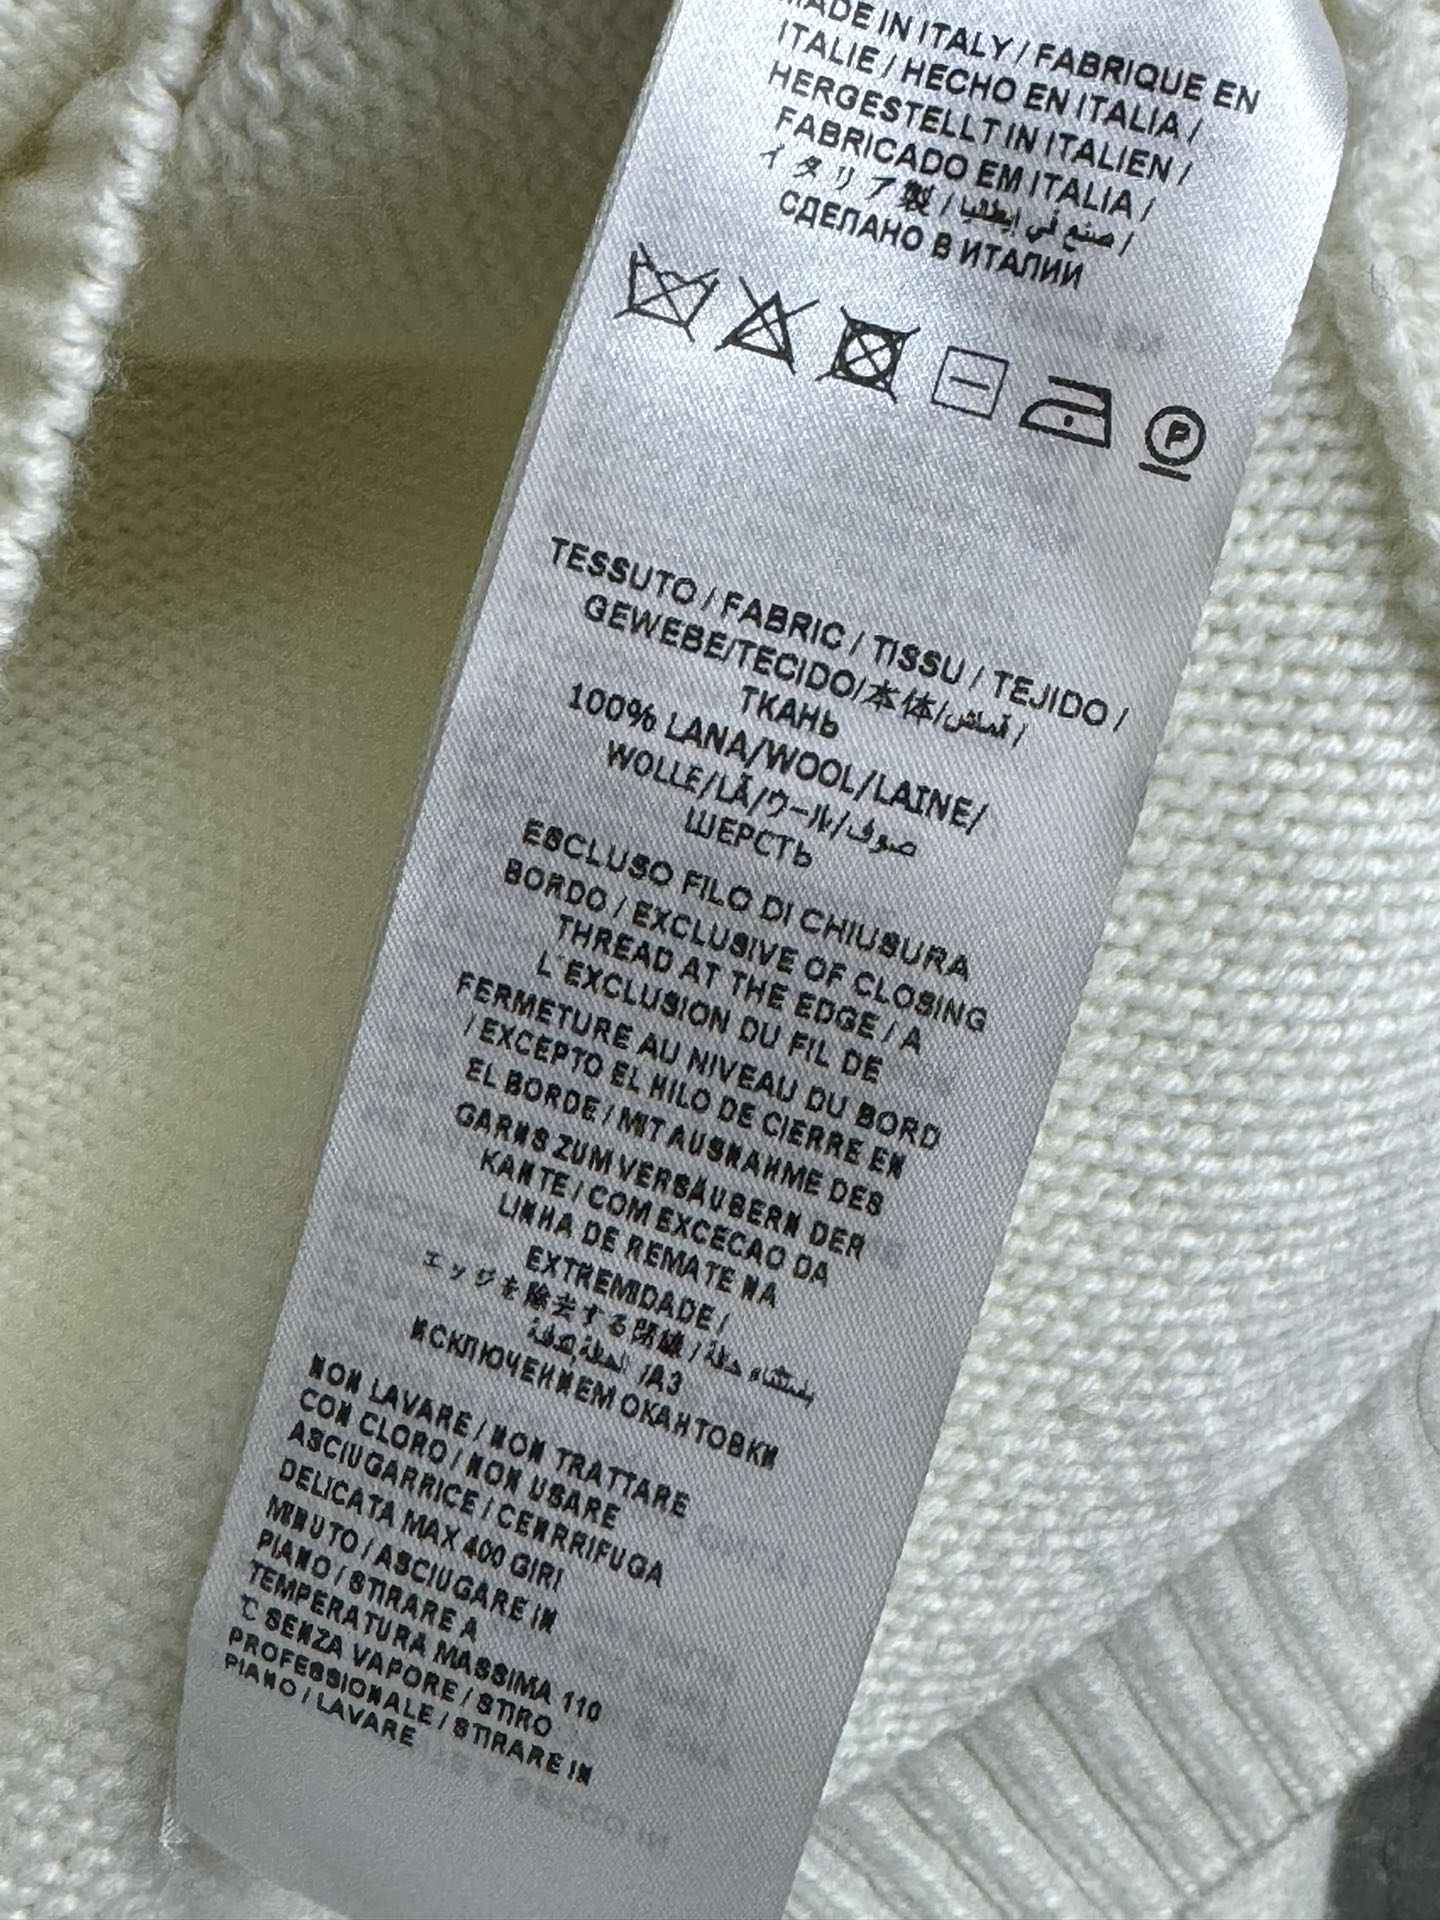 MADE IN ITALY / FABRIQUE EN
ITALIE / HECHO EN ITALIA /
HERGESTELLT IN ITALIEN /
FABRICADO EM ITALIA /
イタリア製 / صنع في إيطاليا /
СДЕЛАНО В ИТАЛИИ
P
TESSUTO / FABRIC / TISSU / TEJIDO /
GEWEBE/TECIDO/本体/قماش /
ТКАНЬ
100% LANA/WOOL/LAINE/
WOLLE/LÃ/ウール/صوف
ШЕРСТЬ
ESCLUSO FILO DI CHIUSURA
BORDO / EXCLUSIVE OF CLOSING
THREAD AT THE EDGE / A
L'EXCLUSION DU FIL DE
FERMETURE AU NIVEAU DU BORD
/ EXCEPTO EL HILO DE CIERRE EN
EL BORDE / MIT AUSNAHME DES
GARNS ZUM VERSÄUBERN DER
KANTE / COM EXCECAO DA
LINHA DE REMATE NA
EXTREMIDADE /
エッジを除去する閉鎖 /
/АЗ
ИСКЛЮЧЕНИЕМ ОКАНТОВКИ
NON LAVARE / NON TRATTARE
CON CLORO / NON USARE
ASCIUGARRICE / CENRRIFUGA
DELICATA MAX 400 GIRI
MINUTO / ASCIUGARE IN
PIANO / STIRARE A
TEMPERATURA MASSIMA 110
℃ SENZA VAPORE / STIRO
PROFESSIONALE / STIRARE IN
PIANO / LAVARE